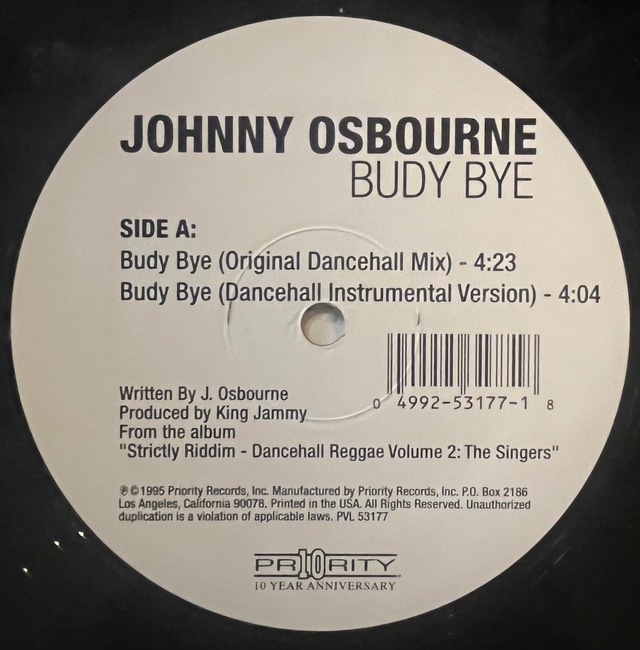 JOHNNY OSBOURNE
BUDY BYE
SIDE A:
Budy Bye (Original Dancehall Mix) - 4:23
Budy Bye (Dancehall Instrumental Version) - 4:04
0 4992-53177-1 8
Written By J. Osbourne
Produced by King Jammy
From the album
"Strictly Riddim - Dancehall Reggae Volume 2: The Singers"
℗©1995 Priority Records, Inc. Manufactured by Priority Records, Inc. P.O. Box 2186
Los Angeles, California 90078. Printed in the USA. All Rights Reserved. Unauthorized
duplication is a violation of applicable laws. PVL 53177
PR10RITY
10 YEAR ANNIVERSARY